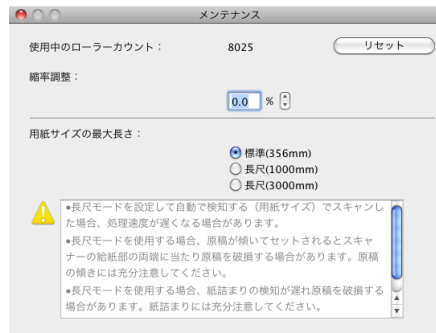 メンテナンス
使用中のローラーカウント： 8025 リセット
縮率調整：
0.0 %
用紙サイズの最大長さ：
標準(356mm)
長尺(1000mm)
長尺(3000mm)
•長尺モードを設定して自動で検知する（用紙サイズ）でスキャンし
た場合、処理速度が遅くなる場合があります。
•長尺モードを使用する場合、原稿が傾いてセットされるとスキャ
ナーの給紙部の両端に当たり原稿を破損する場合があります。原稿
の傾きには充分注意してください。
•長尺モードを使用する場合、紙詰まりの検知が遅れ原稿を破損する
場合があります。紙詰まりには充分注意してください。